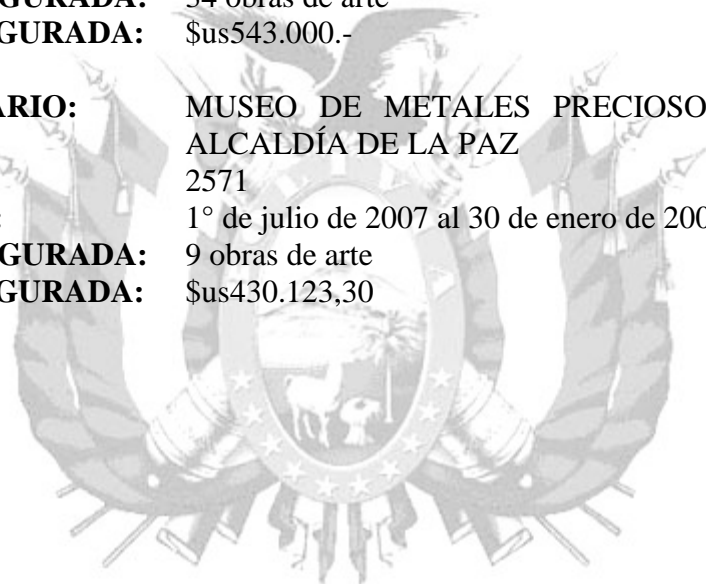 GURADA: 34 obras de arte
GURADA: $us543.000.-
ARIO: MUSEO DE METALES PRECIOSO
ALCALDÍA DE LA PAZ
2571
: 1° de julio de 2007 al 30 de enero de 200
GURADA: 9 obras de arte
GURADA: $us430.123,30